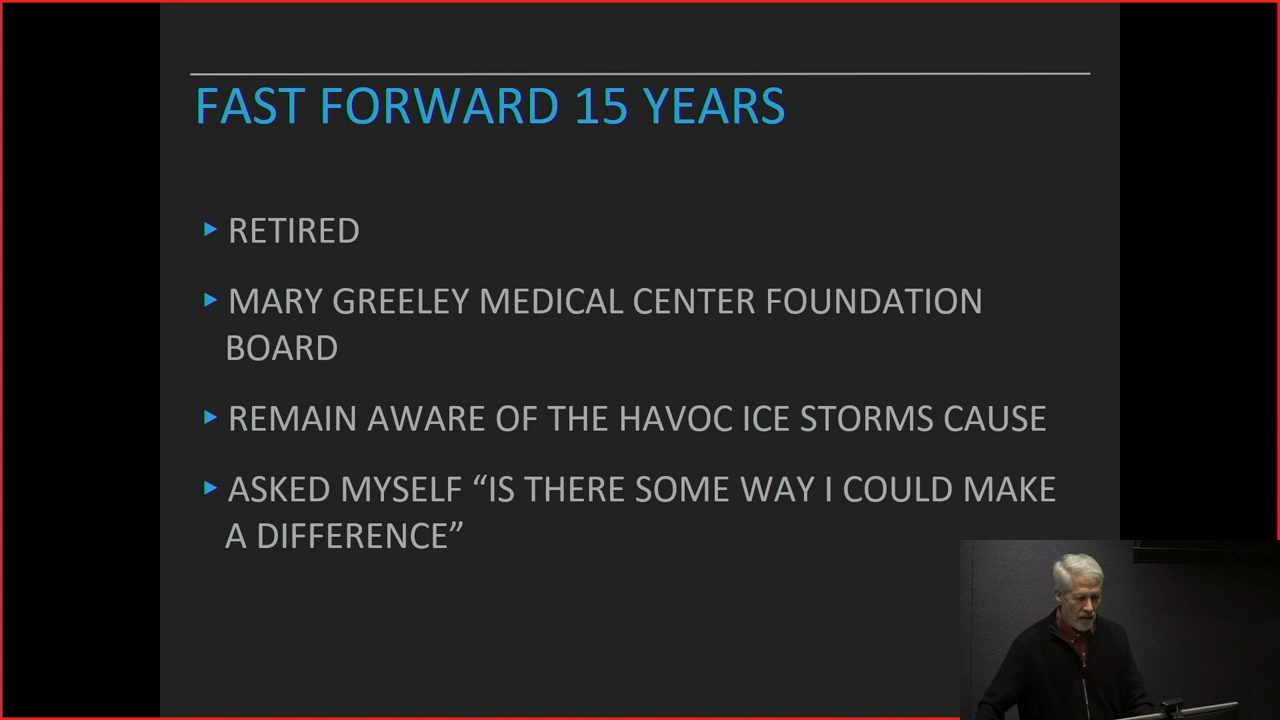 FAST FORWARD 15 YEARS
RETIRED
MARY GREELEY MEDICAL CENTER FOUNDATION
BOARD
REMAIN AWARE OF THE HAVOC ICE STORMS CAUSE
ASKED MYSELF “IS THERE SOME WAY I COULD MAKE
A DIFFERENCE”